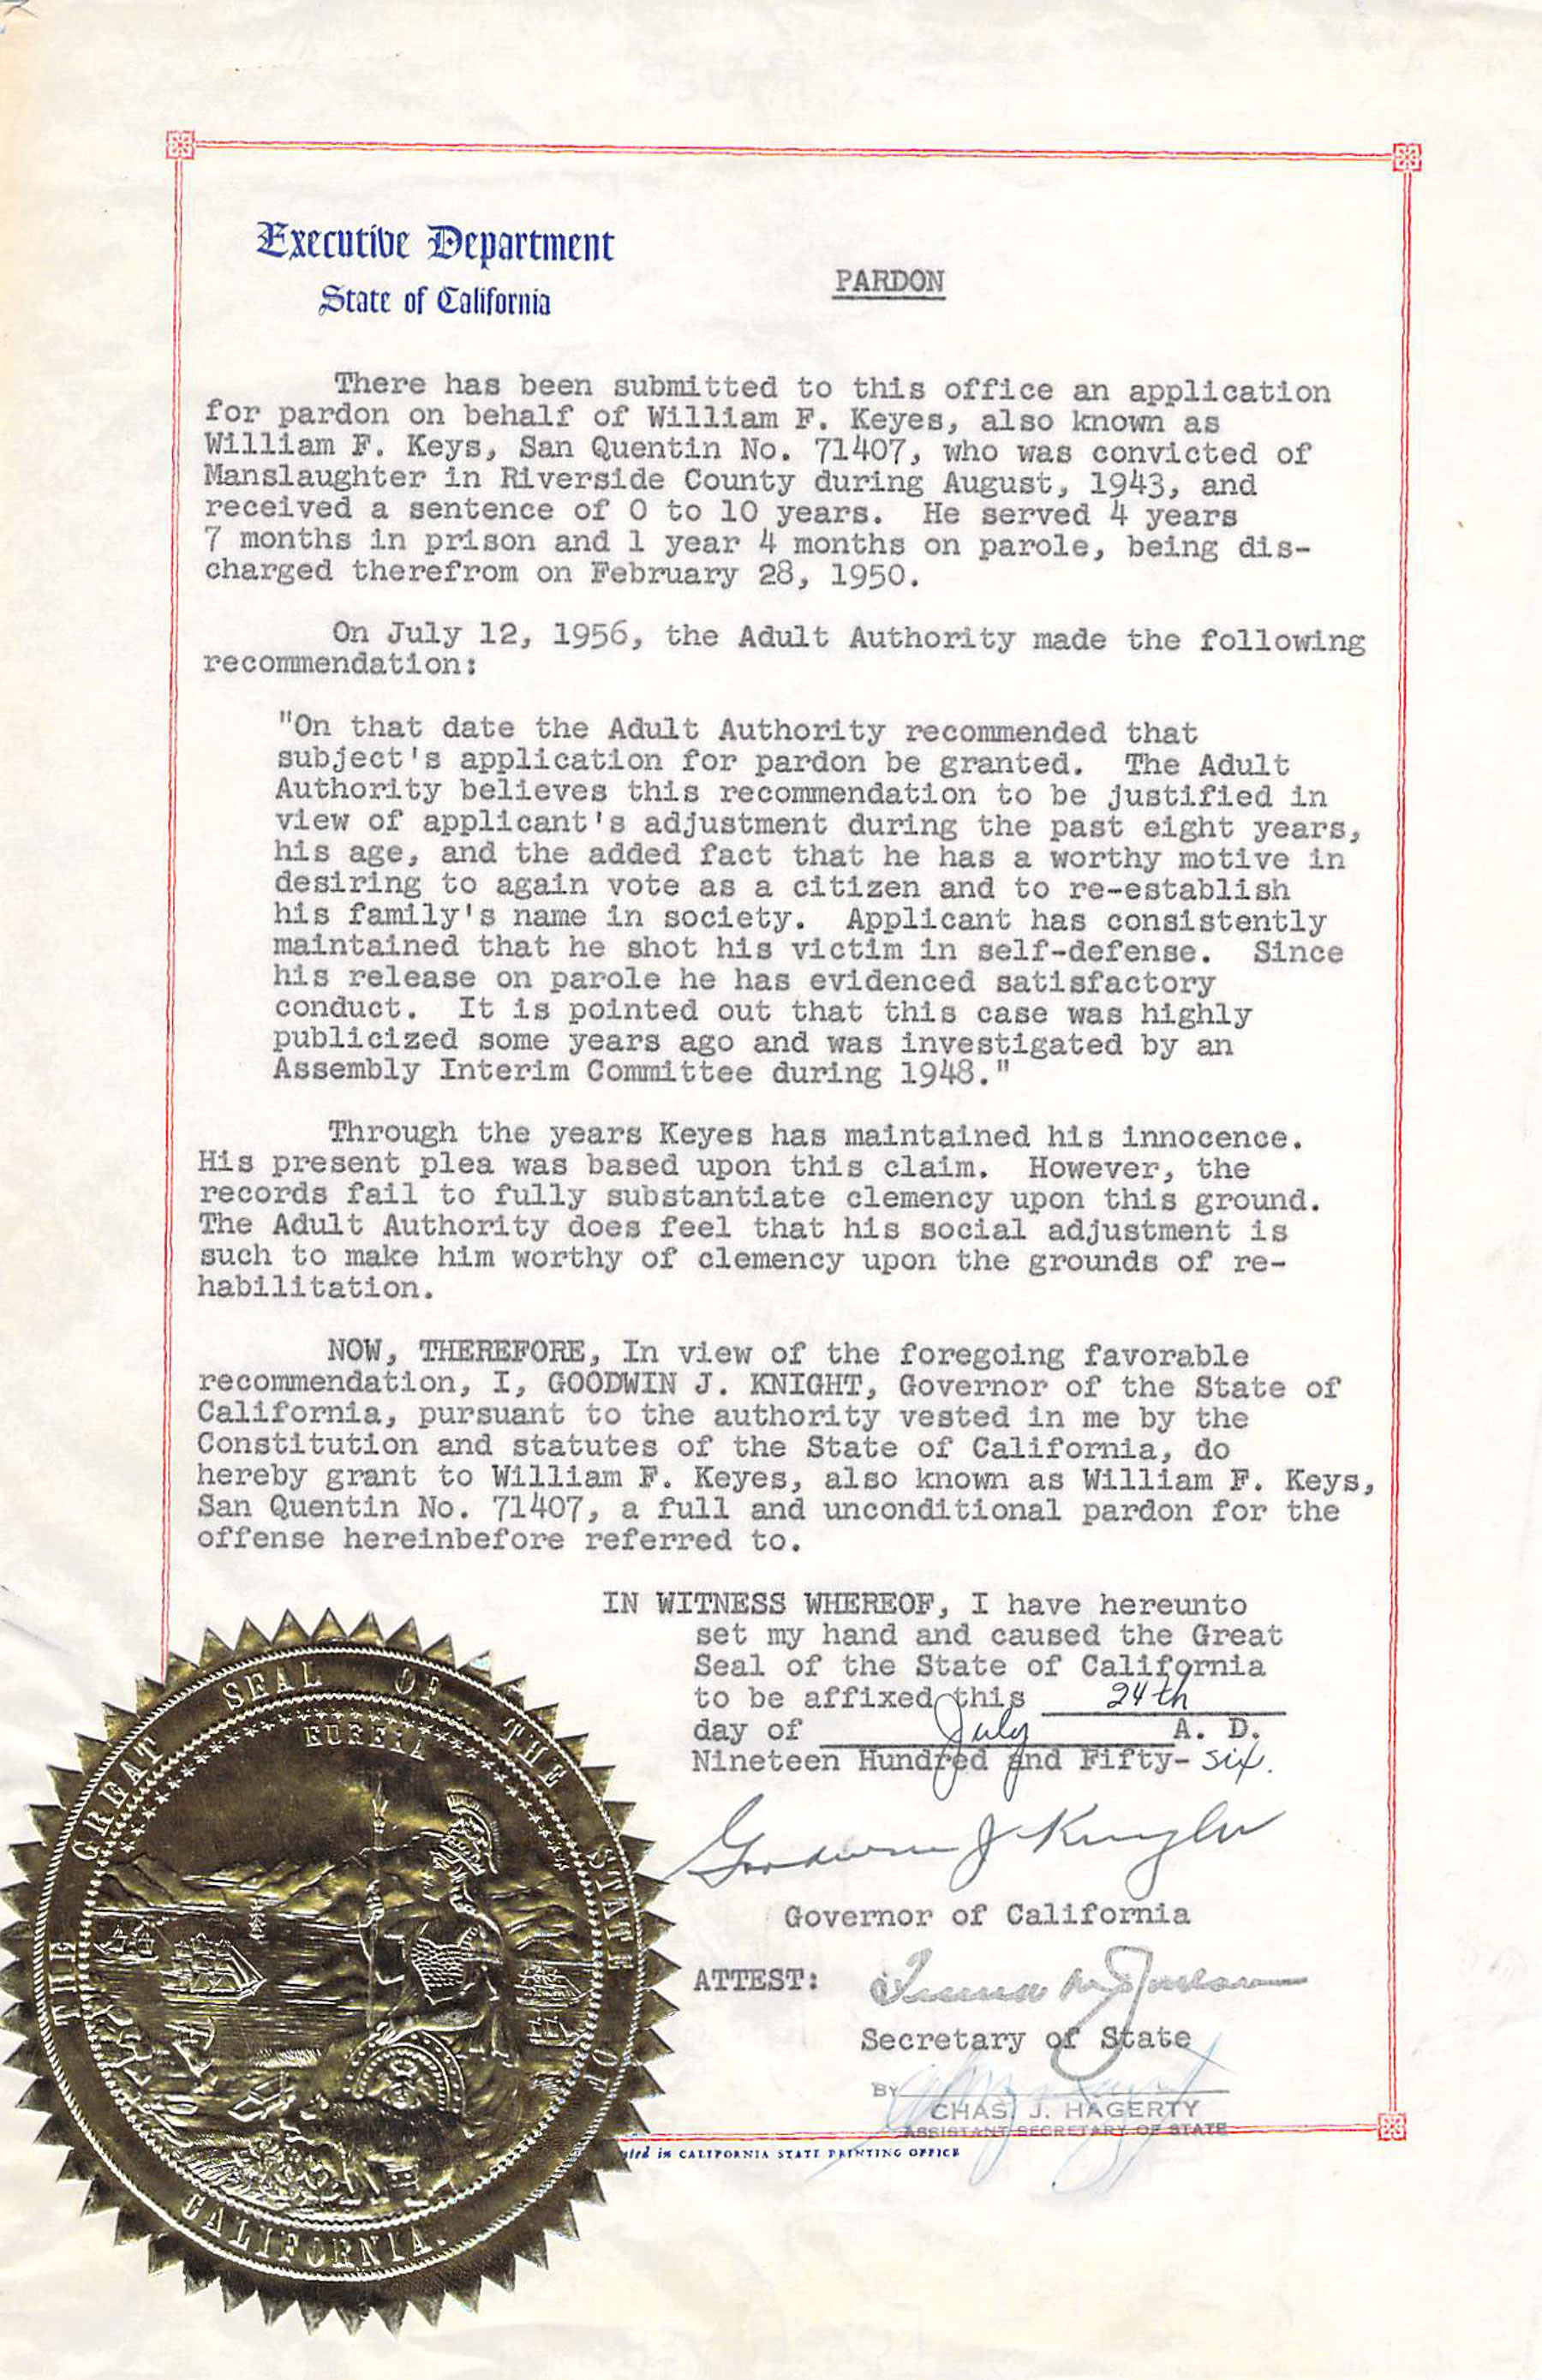 Executive Department
State of California
PARDON
There has been submitted to this office an application
for pardon on behalf of William F. Keyes, also known as
William F. Keys, San Quentin No. 71407, who was convicted of
Manslaughter in Riverside County during August, 1943, and
received a sentence of 0 to 10 years. He served 4 years
7 months in prison and 1 year 4 months on parole, being dis-
charged therefrom on February 28, 1950.
On July 12, 1956, the Adult Authority made the following
recommendation:
"On that date the Adult Authority recommended that
subject's application for pardon be granted. The Adult
Authority believes this recommendation to be justified in
view of applicant's adjustment during the past eight years,
his age, and the added fact that he has a worthy motive in
desiring to again vote as a citizen and to re-establish
his family's name in society. Applicant has consistently
maintained that he shot his victim in self-defense. Since
his release on parole he has evidenced satisfactory
conduct. It is pointed out that this case was highly
publicized some years ago and was investigated by an
Assembly Interim Committee during 1948."
Through the years Keyes has maintained his innocence.
His present plea was based upon this claim. However, the
records fail to fully substantiate clemency upon this ground.
The Adult Authority does feel that his social adjustment is
such to make him worthy of clemency upon the grounds of re-
habilitation.
NOW, THEREFORE, In view of the foregoing favorable
recommendation, I, GOODWIN J. KNIGHT, Governor of the State of
California, pursuant to the authority vested in me by the
Constitution and statutes of the State of California, do
hereby grant to William F. Keyes, also known as William F. Keys,
San Quentin No. 71407, a full and unconditional pardon for the
offense hereinbefore referred to.
IN WITNESS WHEREOF, I have hereunto
set my hand and caused the Great
Seal of the State of California
to be affixed this 24th
day of July A. D.
Nineteen Hundred and Fifty- six.
Goodwin J Knight
Governor of California
ATTEST:
Secretary of State
BY
CHAS. J. HAGERTY
ASSISTANT SECRETARY OF STATE
in CALIFORNIA STATE PRINTING OFFICE
THE GREAT SEAL OF THE STATE OF CALIFORNIA.
EUREKA